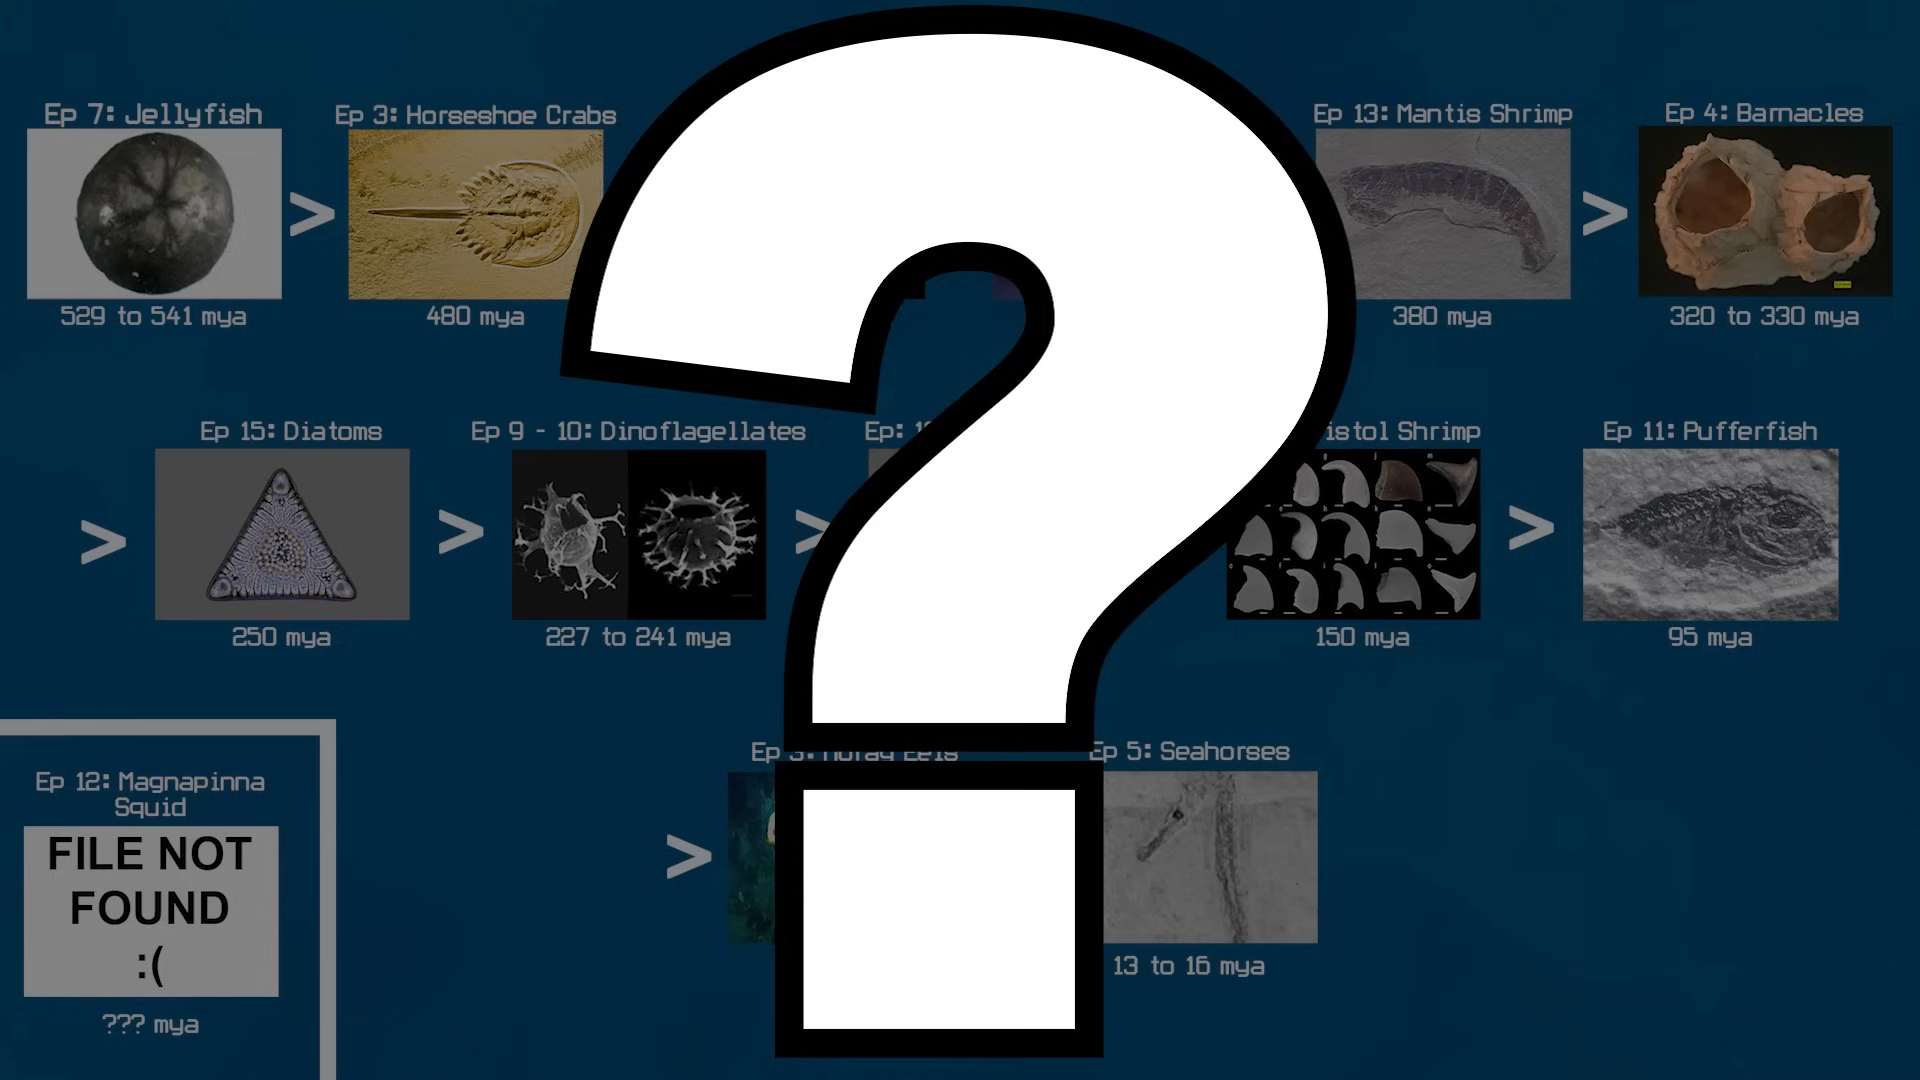 Ep 7: Jellyfish
>
Ep 3: Horseshoe Crabs
Ep 13: Mantis Shrimp
>
Ep 4: Barnacles
529 to 541 mya
480 mya
380 mya
320 to 330 mya
>
Ep 15: Diatoms
>
Ep 9 - 10: Dinoflagellates
>
Ep:
Shrimp
>
Ep 11: Pufferfish
250 mya
227 to 241 mya
150 mya
95 mya
Ep 12: Magnapinna
Squid
FILE NOT
FOUND
:(
??? mya
>
Ep
Eels
Ep 5: Seahorses
13 to 16 mya
?